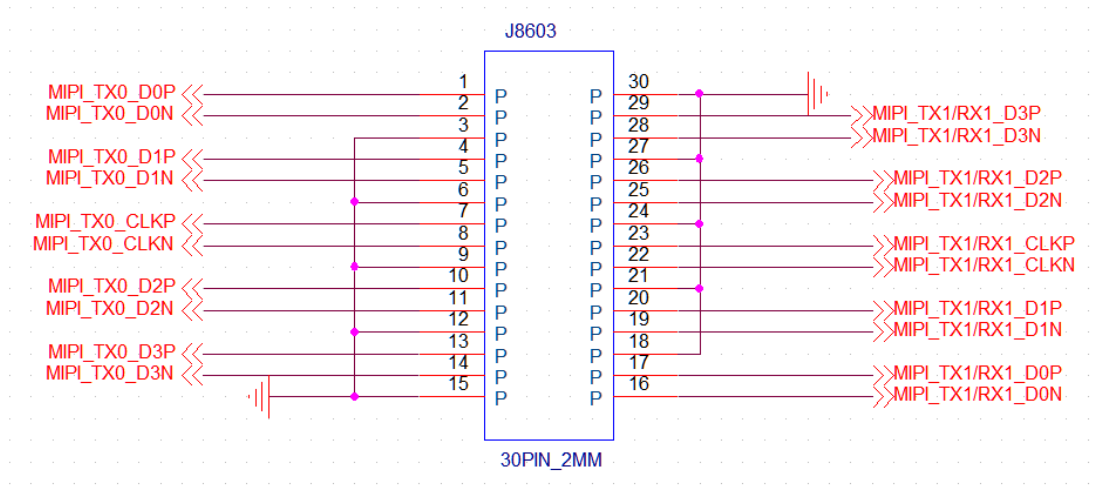 J8603
1 P P 30
MIPI_TX0_D0P
2 P P 29 MIPI_TX1/RX1_D3P
MIPI_TX0_D0N
3 P P 28 MIPI_TX1/RX1_D3N
4 P P 27
MIPI_TX0_D1P
5 P P 26 MIPI_TX1/RX1_D2P
MIPI_TX0_D1N
6 P P 25 MIPI_TX1/RX1_D2N
7 P P 24
MIPI_TX0_CLKP
8 P P 23 MIPI_TX1/RX1_CLKP
MIPI_TX0_CLKN
9 P P 22 MIPI_TX1/RX1_CLKN
10 P P 21
MIPI_TX0_D2P
11 P P 20 MIPI_TX1/RX1_D1P
MIPI_TX0_D2N
12 P P 19 MIPI_TX1/RX1_D1N
13 P P 18
MIPI_TX0_D3P
14 P P 17 MIPI_TX1/RX1_D0P
MIPI_TX0_D3N
15 P P 16 MIPI_TX1/RX1_D0N
30PIN_2MM